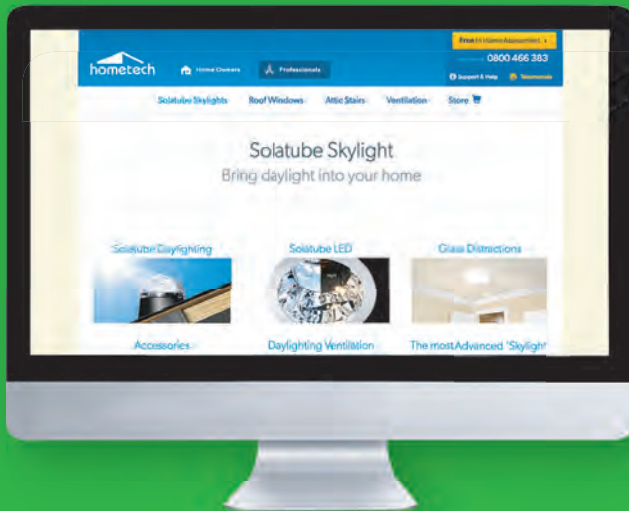 Free In Home Assessment ›
0800 466 383
hometech
Home Owners
Professionals
Support & Help
Testimonials
Solatube Skylights
Roof Windows
Attic Stairs
Ventilation
Store
Solatube Skylight
Bring daylight into your home
Solatube Daylighting
Solatube LED
Glass Distractions
Accessories
Daylighting Ventilation
The most Advanced 'Skylight'